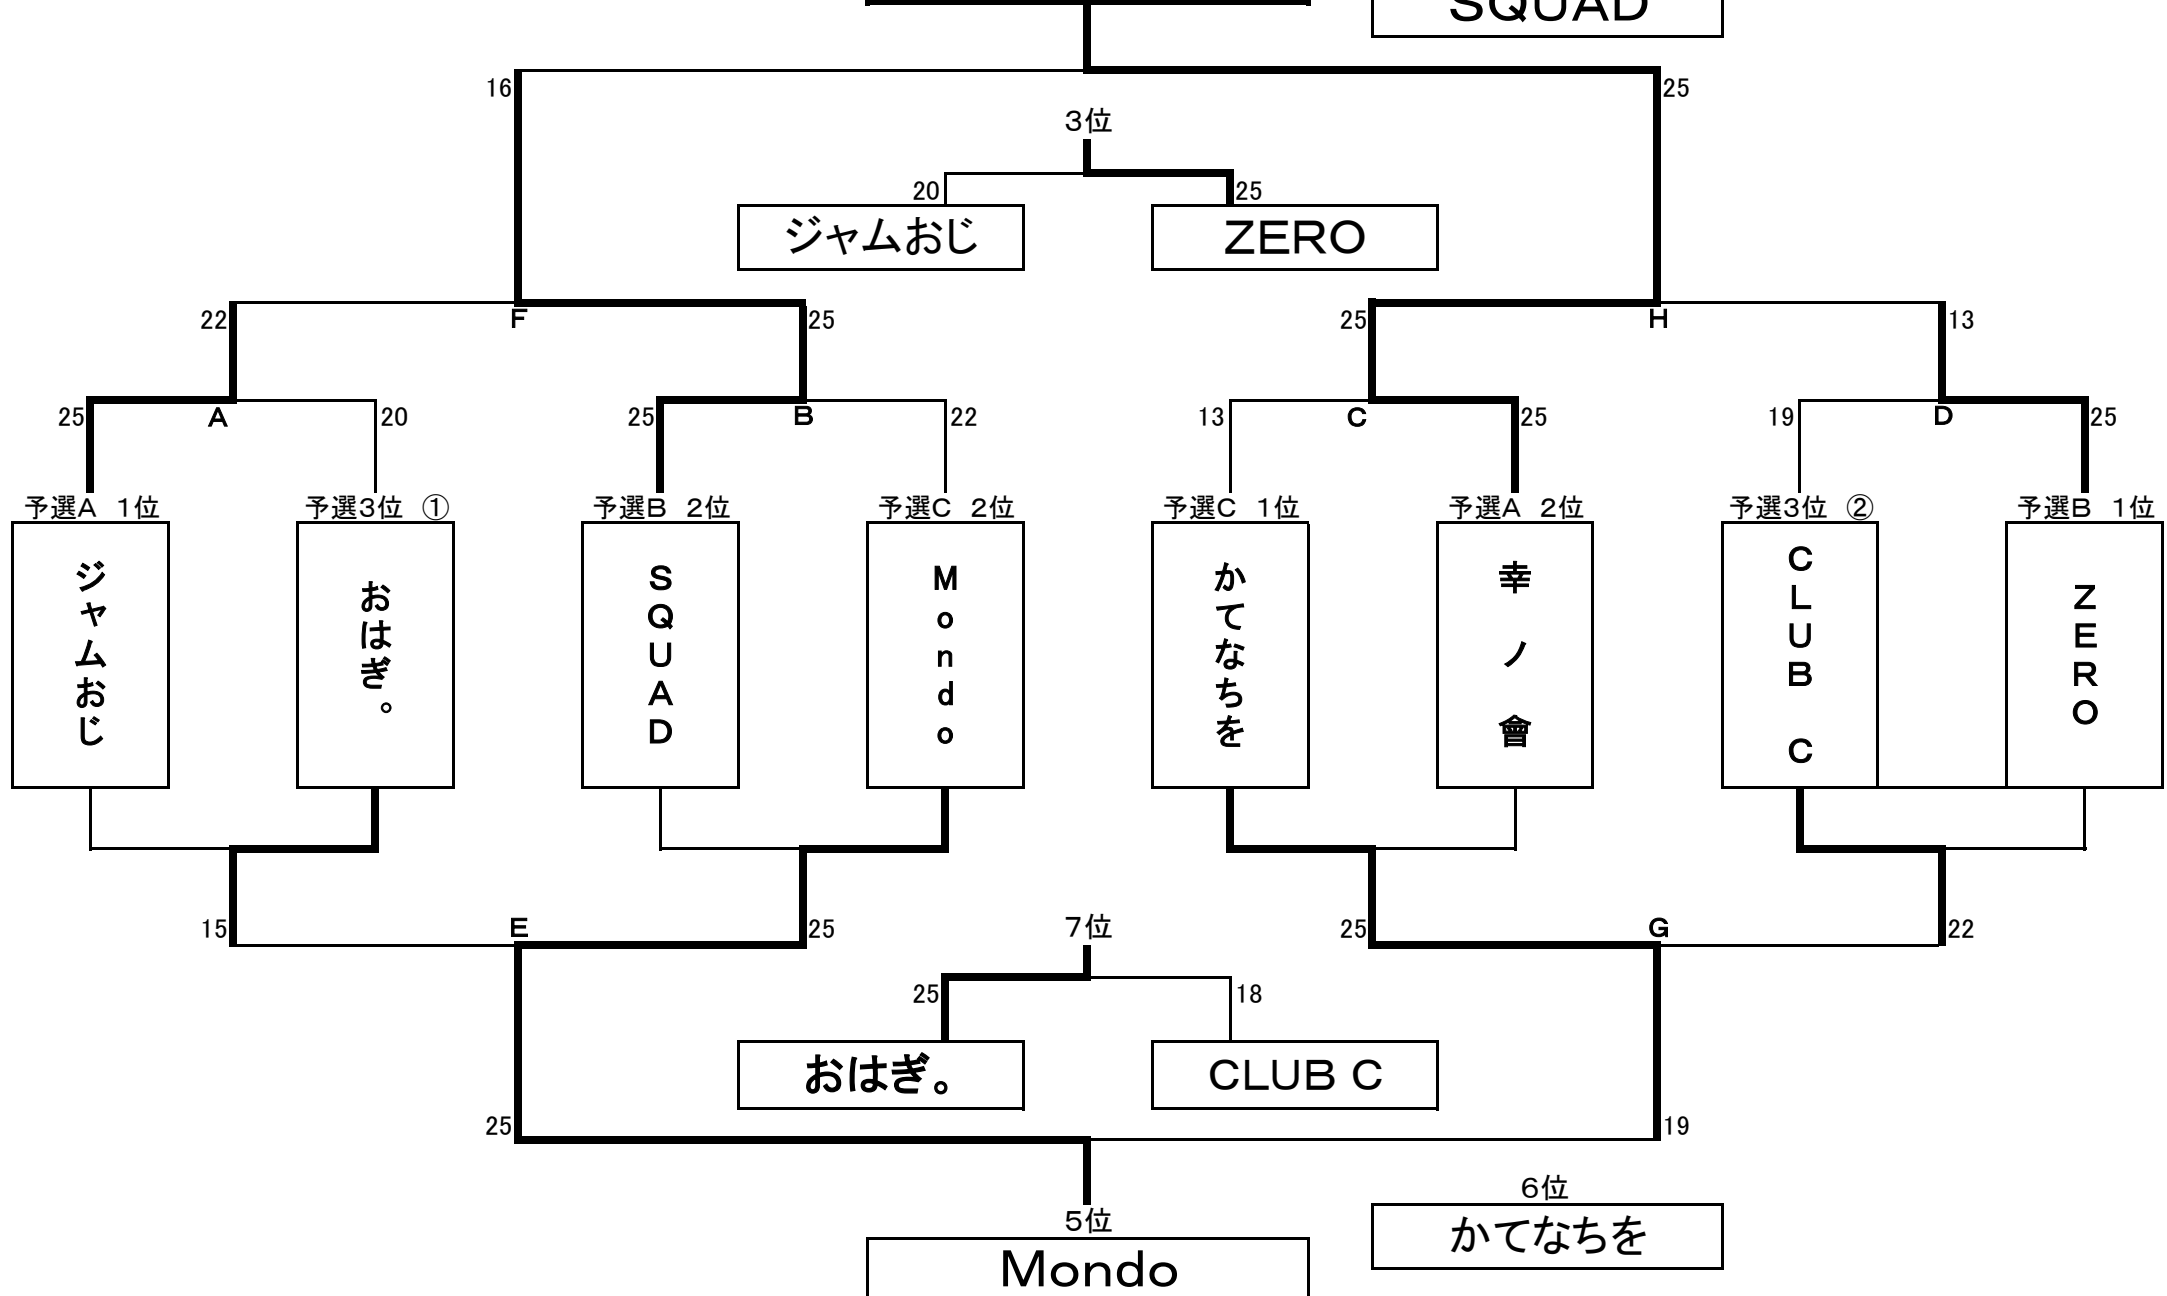 SQUAD
16
25
3位
20
25
ジャムおじ
ZERO
22
F
25
25
H
13
25
A
20
25
B
22
13
C
25
19
D
25
予選A 1位
予選3位 ①
予選B 2位
予選C 2位
予選C 1位
予選A 2位
予選3位 ②
予選B 1位
ジャムおじ
おはぎ。
SQUAD
Mondo
かてなちを
幸ノ會
CLUB C
ZERO
15
E
25
7位
25
G
22
25
18
おはぎ。
CLUB C
25
19
6位
5位
かてなちを
Mondo